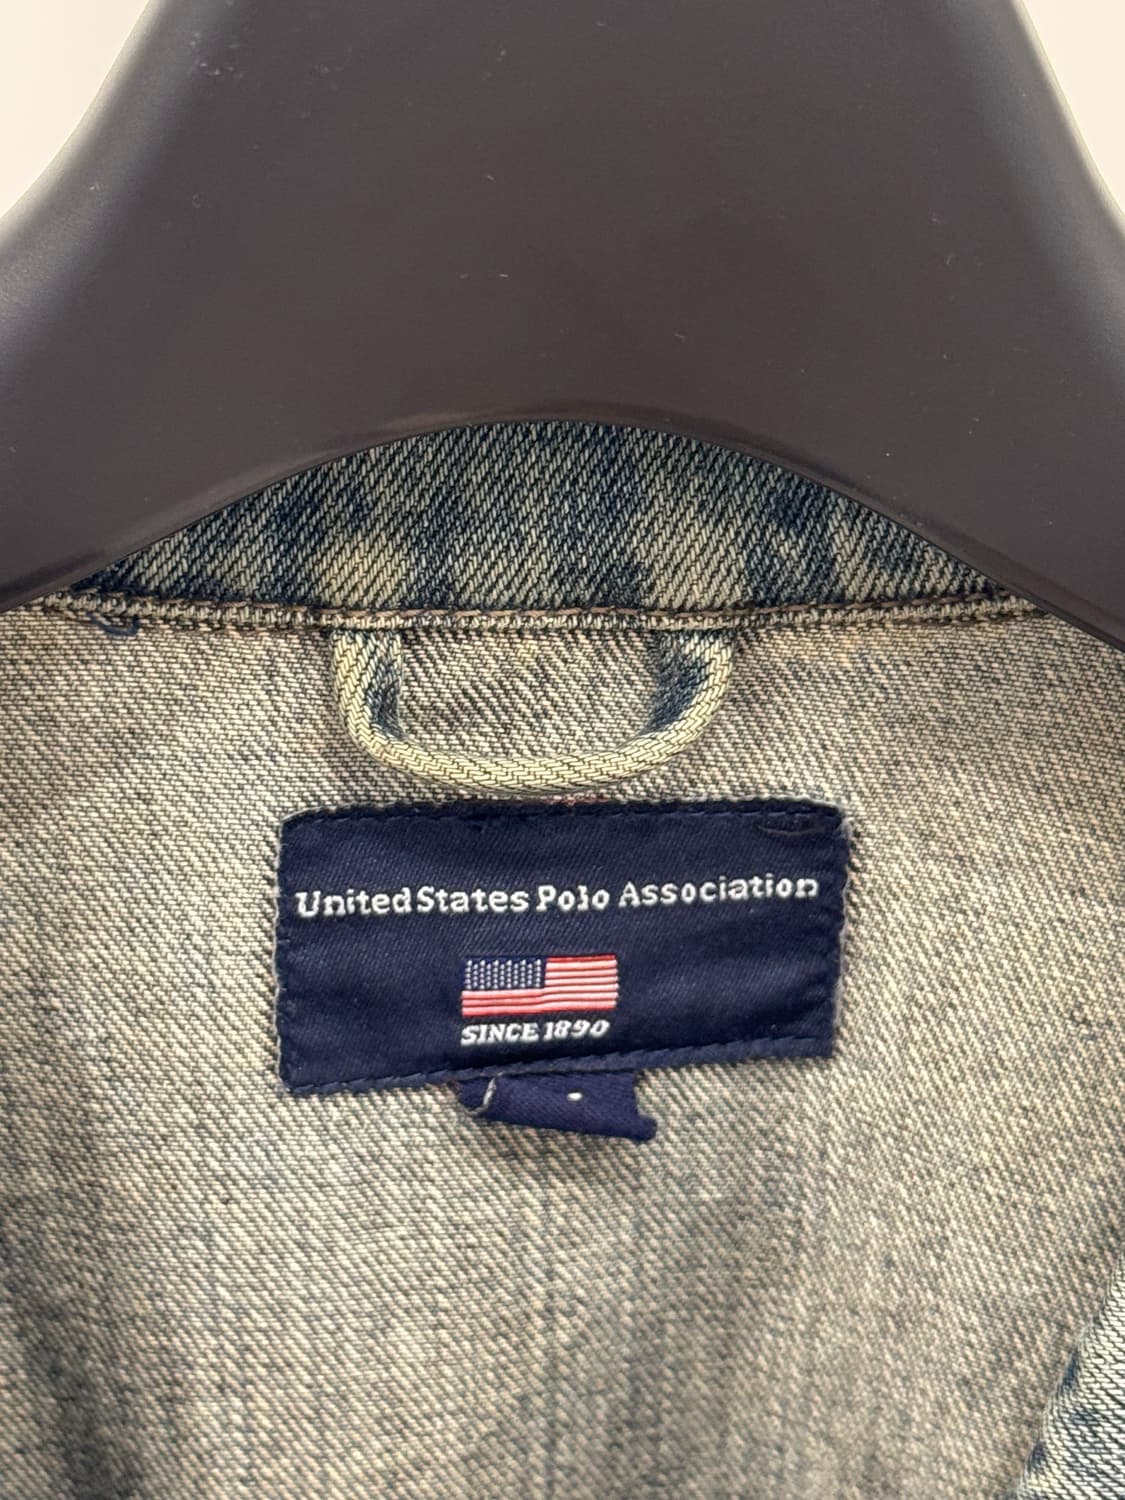 United States Polo Association
SINCE 1890